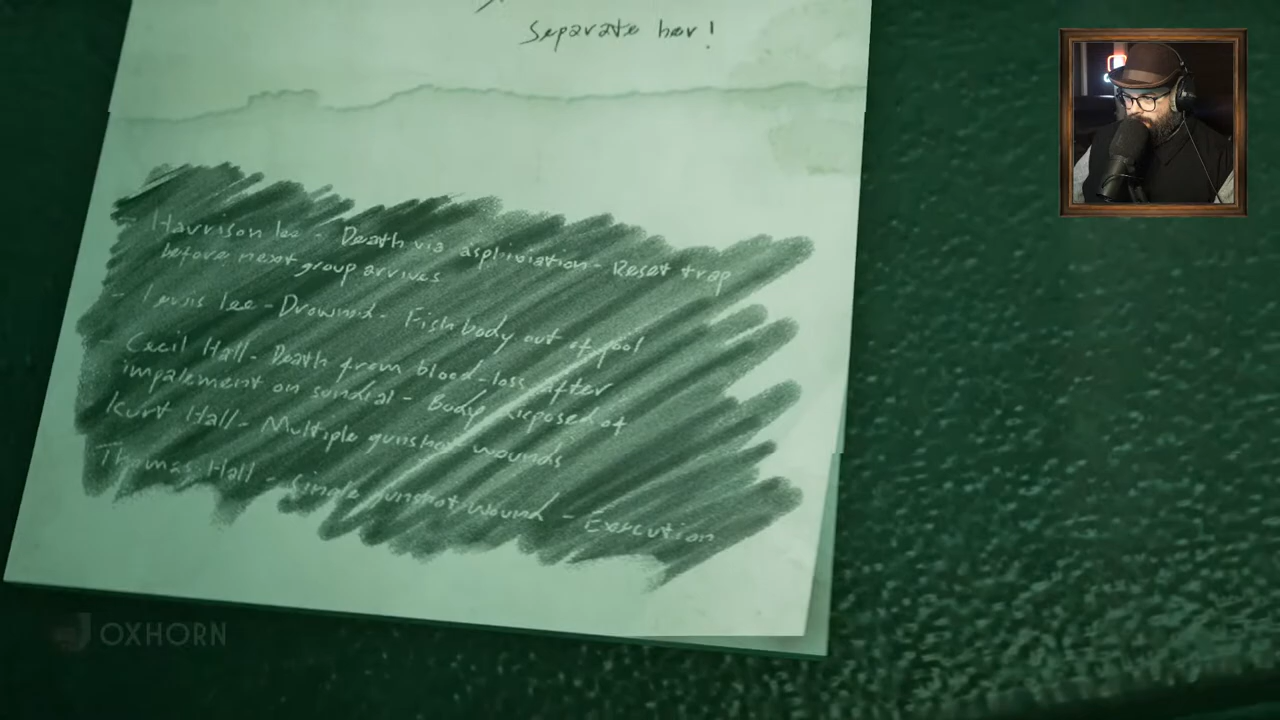 Separate her!
- Harrison lee - Death via asphixiation - Reset trap
before next group arrives
- Lewis lee - Drowned - Fish body out of pool
- Cecil Hall - Death from blood-loss after
impalement on sundial - Body disposed of
Kurt Hall - Multiple gunshot wounds
Thomas Hall - Single gunshot wound - Execution
OXHORN